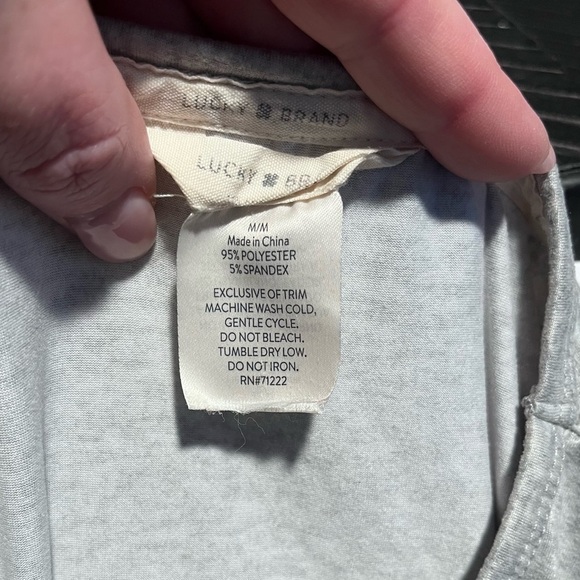 LUCKY BRAND
LUCKY
M/M
Made in China
95% POLYESTER
5% SPANDEX
EXCLUSIVE OF TRIM
MACHINE WASH COLD,
GENTLE CYCLE.
DO NOT BLEACH.
TUMBLE DRY LOW.
DO NOT IRON.
RN#71222